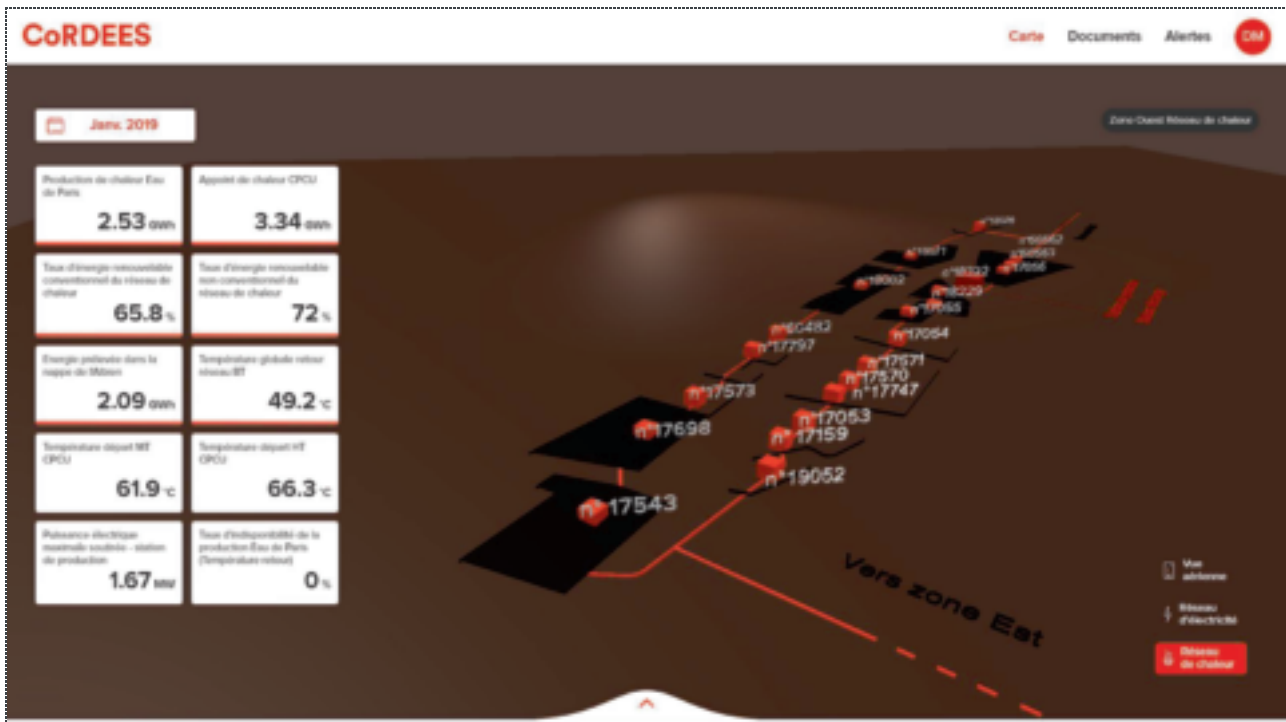 CoRDEES
Carte Documents Alertes DM
Janv. 2019
Zone Ouest Réseau de chaleur
Production de chaleur Eau
de Paris
2.53 GWh
Appoint de chaleur CPCU
3.34 GWh
Taux d'énergie renouvelable
conventionnel du réseau de
chaleur
65.8 %
Taux d'énergie renouvelable
non conventionnel du
réseau de chaleur
72 %
Energie prélevée dans la
nappe de l'Albien
2.09 GWh
Température globale retour
réseau BT
49.2 °C
Température départ MT
CPCU
61.9 °C
Température départ HT
CPCU
66.3 °C
Puissance électrique
maximale soutirée - station
de production
1.67 MW
Taux d'indisponibilité de la
production Eau de Paris
(Température retour)
0 %
n°17797
n°17573
n°17698
n°17543
n°17054
n°17571
n°17570
n°17747
n°17053
n°17159
n°19052
Vers zone Est
Vue
aérienne
Réseau
d'électricité
Réseau
de chaleur